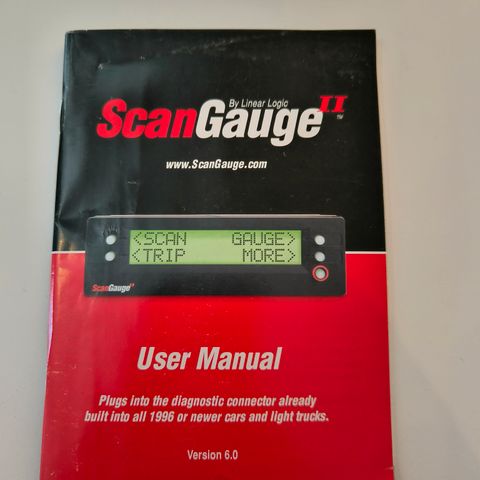 By Linear Logic
ScanGauge II ™
www.ScanGauge.com
<SCAN GAUGE>
<TRIP MORE>
ScanGauge II
User Manual
Plugs into the diagnostic connector already
built into all 1996 or newer cars and light trucks.
Version 6.0